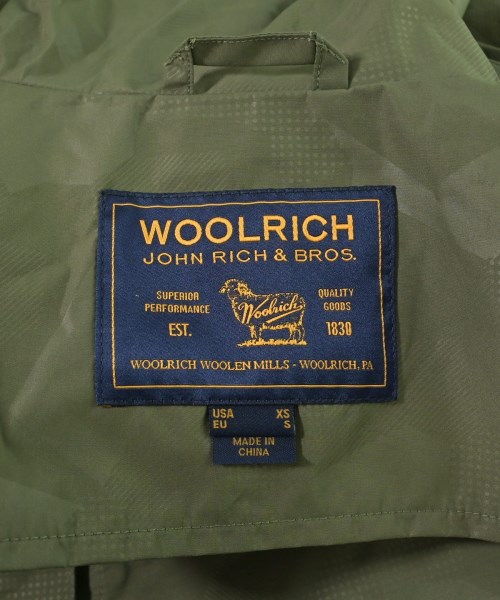 WOOLRICH
JOHN RICH & BROS.
SUPERIOR PERFORMANCE
Woolrich
QUALITY GOODS
EST.
1830
WOOLRICH WOOLEN MILLS - WOOLRICH, PA
USA XS
EU S
MADE IN
CHINA